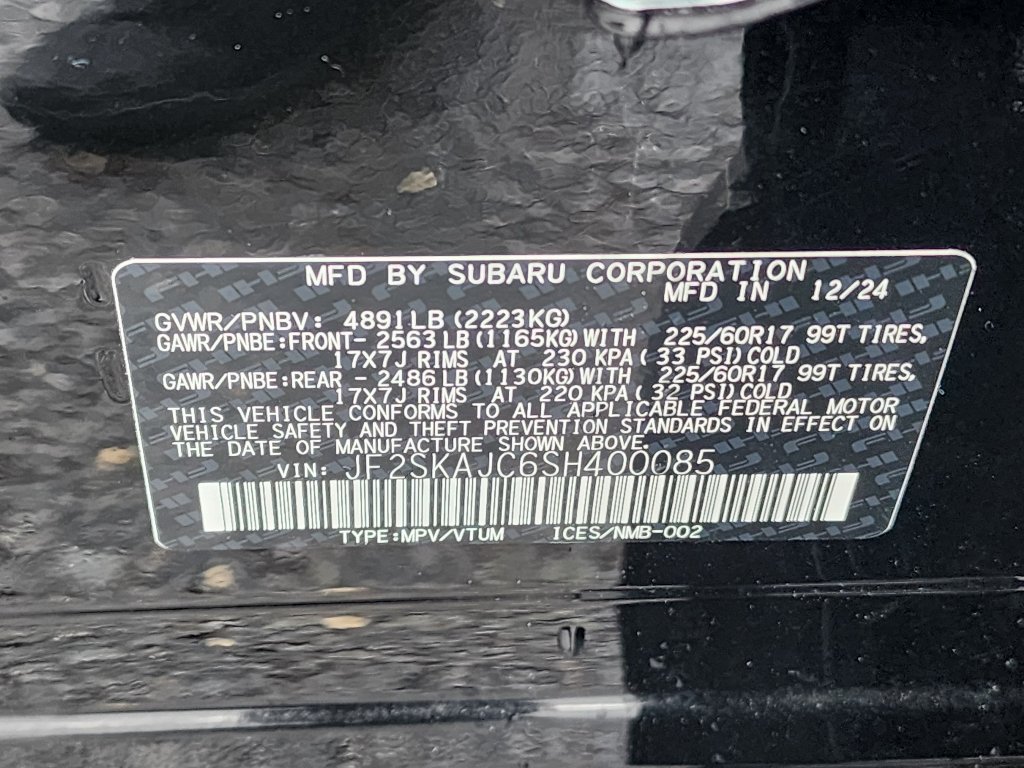 MFD BY SUBARU CORPORATION
MFD IN 12/24
GVWR/PNBV: 4891LB (2223KG)
GAWR/PNBE:FRONT- 2563 LB (1165KG)WITH 225/60R17 99T TIRES,
17X7J RIMS AT 230 KPA( 33 PSI)COLD
GAWR/PNBE:REAR - 2486 LB (1130KG)WITH 225/60R17 99T TIRES,
17X7J RIMS AT 220 KPA( 32 PSI)COLD
THIS VEHICLE CONFORMS TO ALL APPLICABLE FEDERAL MOTOR
VEHICLE SAFETY AND THEFT PREVENTION STANDARDS IN EFFECT ON
THE DATE OF MANUFACTURE SHOWN ABOVE.
VIN: JF2SKAJC6SH400085
TYPE:MPV/VTUM ICES/NMB-002